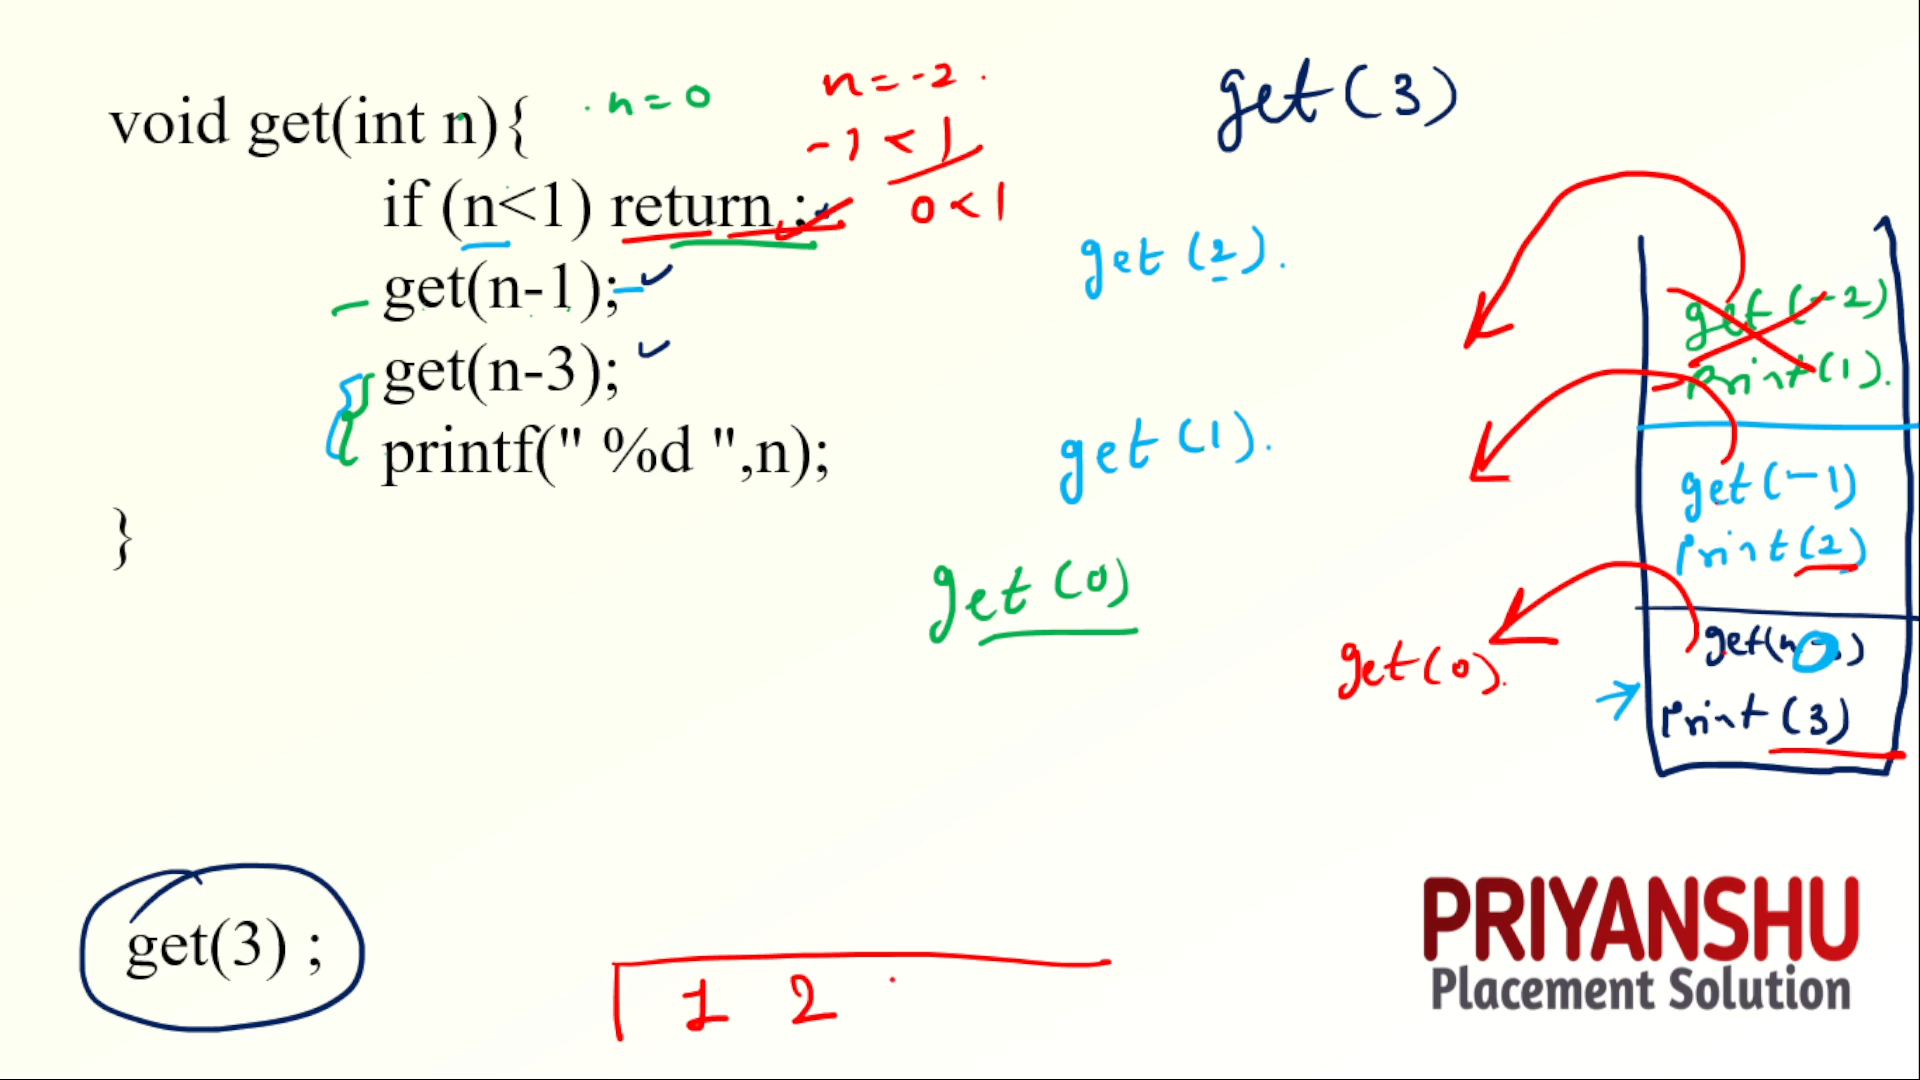 void get(int n){
.n=0
n=-2.
get(3)
-1<1
if (n<1) return ;
0<1
get(2).
get(n-1);
get(-2)
get(n-3);
print(1).
printf(" %d ",n);
get(1).
get(-1)
}
print(2)
get(0)
get(0).
print(3)
get(3) ;
1 2
PRIYANSHU
Placement Solution